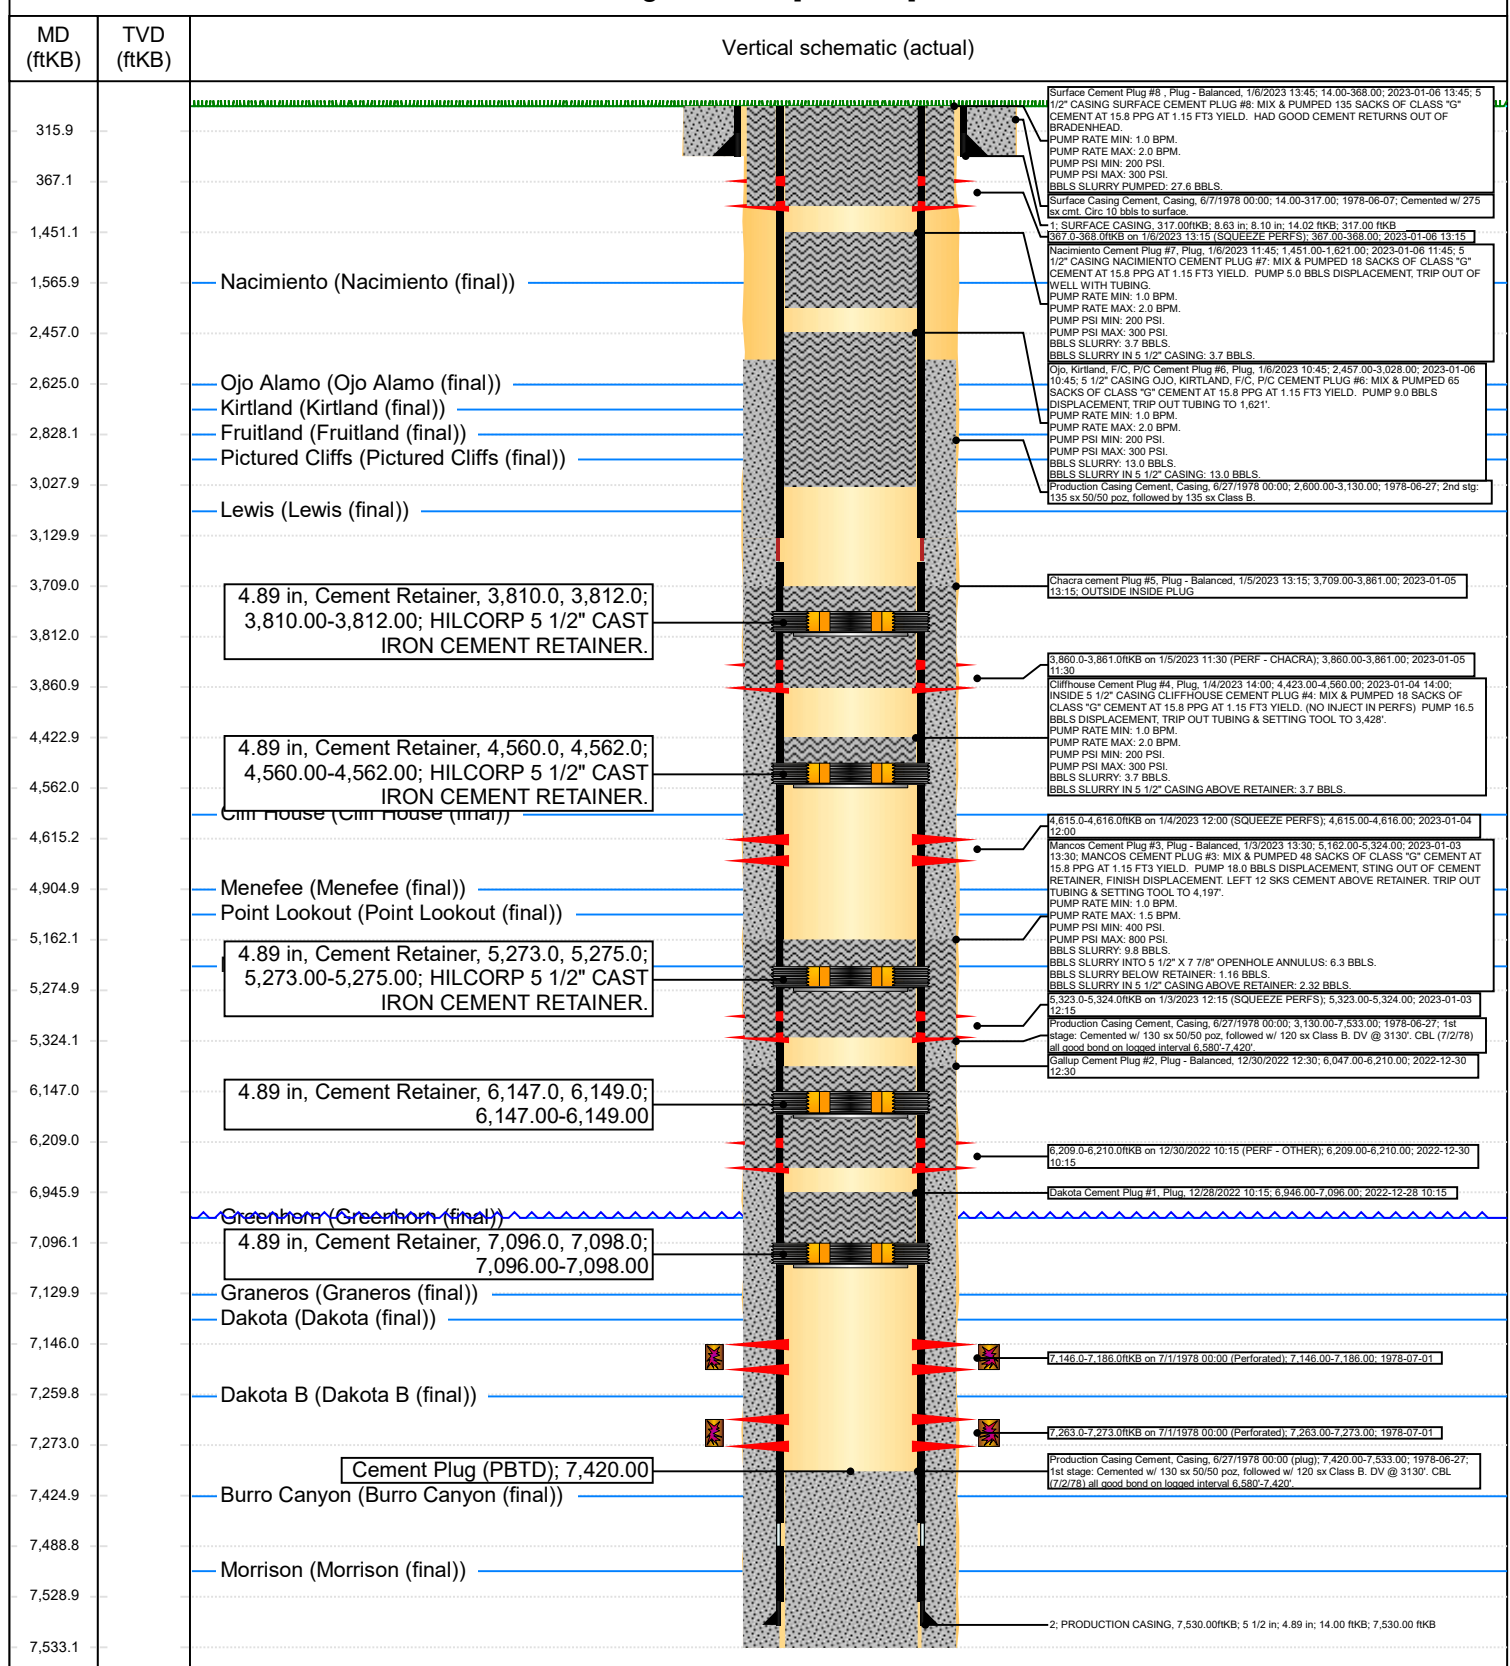 MD
(ftKB)
TVD
(ftKB)
Vertical schematic (actual)
315.9
367.1
1,451.1
1,565.9
2,457.0
2,625.0
2,828.1
3,027.9
3,129.9
3,709.0
3,812.0
3,860.9
4,422.9
4,562.0
4,615.2
4,904.9
5,162.1
5,274.9
5,324.1
6,147.0
6,209.0
6,945.9
7,096.1
7,129.9
7,146.0
7,259.8
7,273.0
7,424.9
7,488.8
7,528.9
7,533.1
Nacimiento (Nacimiento (final))
Ojo Alamo (Ojo Alamo (final))
Kirtland (Kirtland (final))
Fruitland (Fruitland (final))
Pictured Cliffs (Pictured Cliffs (final))
Lewis (Lewis (final))
4.89 in, Cement Retainer, 3,810.0, 3,812.0;
3,810.00-3,812.00; HILCORP 5 1/2" CAST
IRON CEMENT RETAINER.
4.89 in, Cement Retainer, 4,560.0, 4,562.0;
4,560.00-4,562.00; HILCORP 5 1/2" CAST
IRON CEMENT RETAINER.
Cliff House (Cliff House (final))
Menefee (Menefee (final))
Point Lookout (Point Lookout (final))
4.89 in, Cement Retainer, 5,273.0, 5,275.0;
5,273.00-5,275.00; HILCORP 5 1/2" CAST
IRON CEMENT RETAINER.
4.89 in, Cement Retainer, 6,147.0, 6,149.0;
6,147.00-6,149.00
Greenhorn (Greenhorn (final))
4.89 in, Cement Retainer, 7,096.0, 7,098.0;
7,096.00-7,098.00
Graneros (Graneros (final))
Dakota (Dakota (final))
Dakota B (Dakota B (final))
Cement Plug (PBTD); 7,420.00
Burro Canyon (Burro Canyon (final))
Morrison (Morrison (final))
Surface Cement Plug #8 , Plug - Balanced, 1/6/2023 13:45; 14.00-368.00; 2023-01-06 13:45; 5
1/2" CASING SURFACE CEMENT PLUG #8: MIX & PUMPED 135 SACKS OF CLASS "G"
CEMENT AT 15.8 PPG AT 1.15 FT3 YIELD.  HAD GOOD CEMENT RETURNS OUT OF
BRADENHEAD.
PUMP RATE MIN: 1.0 BPM.
PUMP RATE MAX: 2.0 BPM.
PUMP PSI MIN: 200 PSI.
PUMP PSI MAX: 300 PSI.
BBLS SLURRY PUMPED: 27.6 BBLS.
Surface Casing Cement, Casing, 6/7/1978 00:00; 14.00-317.00; 1978-06-07; Cemented w/ 275
sx cmt. Circ 10 bbls to surface.
1; SURFACE CASING, 317.00ftKB; 8.63 in; 8.10 in; 14.02 ftKB; 317.00 ftKB
367.0-368.0ftKB on 1/6/2023 13:15 (SQUEEZE PERFS); 367.00-368.00; 2023-01-06 13:15
Nacimiento Cement Plug #7, Plug, 1/6/2023 11:45; 1,451.00-1,621.00; 2023-01-06 11:45; 5
1/2" CASING NACIMIENTO CEMENT PLUG #7: MIX & PUMPED 18 SACKS OF CLASS "G"
CEMENT AT 15.8 PPG AT 1.15 FT3 YIELD.  PUMP 5.0 BBLS DISPLACEMENT, TRIP OUT OF
WELL WITH TUBING.
PUMP RATE MIN: 1.0 BPM.
PUMP RATE MAX: 2.0 BPM.
PUMP PSI MIN: 200 PSI.
PUMP PSI MAX: 300 PSI.
BBLS SLURRY: 3.7 BBLS.
BBLS SLURRY IN 5 1/2" CASING: 3.7 BBLS.
Ojo, Kirtland, F/C, P/C Cement Plug #6, Plug, 1/6/2023 10:45; 2,457.00-3,028.00; 2023-01-06
10:45; 5 1/2" CASING OJO, KIRTLAND, F/C, P/C CEMENT PLUG #6: MIX & PUMPED 65
SACKS OF CLASS "G" CEMENT AT 15.8 PPG AT 1.15 FT3 YIELD.  PUMP 9.0 BBLS
DISPLACEMENT, TRIP OUT TUBING TO 1,621'.
PUMP RATE MIN: 1.0 BPM.
PUMP RATE MAX: 2.0 BPM.
PUMP PSI MIN: 200 PSI.
PUMP PSI MAX: 300 PSI.
BBLS SLURRY: 13.0 BBLS.
BBLS SLURRY IN 5 1/2" CASING: 13.0 BBLS.
Production Casing Cement, Casing, 6/27/1978 00:00; 2,600.00-3,130.00; 1978-06-27; 2nd stg:
135 sx 50/50 poz, followed by 135 sx Class B.
Chacra cement Plug #5, Plug - Balanced, 1/5/2023 13:15; 3,709.00-3,861.00; 2023-01-05
13:15; OUTSIDE INSIDE PLUG
3,860.0-3,861.0ftKB on 1/5/2023 11:30 (PERF - CHACRA); 3,860.00-3,861.00; 2023-01-05
11:30
Cliffhouse Cement Plug #4, Plug, 1/4/2023 14:00; 4,423.00-4,560.00; 2023-01-04 14:00;
INSIDE 5 1/2" CASING CLIFFHOUSE CEMENT PLUG #4: MIX & PUMPED 18 SACKS OF
CLASS "G" CEMENT AT 15.8 PPG AT 1.15 FT3 YIELD. (NO INJECT IN PERFS)  PUMP 16.5
BBLS DISPLACEMENT, TRIP OUT TUBING & SETTING TOOL TO 3,428'.
PUMP RATE MIN: 1.0 BPM.
PUMP RATE MAX: 2.0 BPM.
PUMP PSI MIN: 200 PSI.
PUMP PSI MAX: 300 PSI.
BBLS SLURRY: 3.7 BBLS.
BBLS SLURRY IN 5 1/2" CASING ABOVE RETAINER: 3.7 BBLS.
4,615.0-4,616.0ftKB on 1/4/2023 12:00 (SQUEEZE PERFS); 4,615.00-4,616.00; 2023-01-04
12:00
Mancos Cement Plug #3, Plug - Balanced, 1/3/2023 13:30; 5,162.00-5,324.00; 2023-01-03
13:30; MANCOS CEMENT PLUG #3: MIX & PUMPED 48 SACKS OF CLASS "G" CEMENT AT
15.8 PPG AT 1.15 FT3 YIELD.  PUMP 18.0 BBLS DISPLACEMENT, STING OUT OF CEMENT
RETAINER, FINISH DISPLACEMENT. LEFT 12 SKS CEMENT ABOVE RETAINER. TRIP OUT
TUBING & SETTING TOOL TO 4,197'.
PUMP RATE MIN: 1.0 BPM.
PUMP RATE MAX: 1.5 BPM.
PUMP PSI MIN: 400 PSI.
PUMP PSI MAX: 800 PSI.
BBLS SLURRY: 9.8 BBLS.
BBLS SLURRY INTO 5 1/2" X 7 7/8" OPENHOLE ANNULUS: 6.3 BBLS.
BBLS SLURRY BELOW RETAINER: 1.16 BBLS.
BBLS SLURRY IN 5 1/2" CASING ABOVE RETAINER: 2.32 BBLS.
5,323.0-5,324.0ftKB on 1/3/2023 12:15 (SQUEEZE PERFS); 5,323.00-5,324.00; 2023-01-03
12:15
Production Casing Cement, Casing, 6/27/1978 00:00; 3,130.00-7,533.00; 1978-06-27; 1st
stage: Cemented w/ 130 sx 50/50 poz, followed w/ 120 sx Class B. DV @ 3130'. CBL (7/2/78)
all good bond on logged interval 6,580'-7,420'.
Gallup Cement Plug #2, Plug - Balanced, 12/30/2022 12:30; 6,047.00-6,210.00; 2022-12-30
12:30
6,209.0-6,210.0ftKB on 12/30/2022 10:15 (PERF - OTHER); 6,209.00-6,210.00; 2022-12-30
10:15
Dakota Cement Plug #1, Plug, 12/28/2022 10:15; 6,946.00-7,096.00; 2022-12-28 10:15
7,146.0-7,186.0ftKB on 7/1/1978 00:00 (Perforated); 7,146.00-7,186.00; 1978-07-01
7,263.0-7,273.0ftKB on 7/1/1978 00:00 (Perforated); 7,263.00-7,273.00; 1978-07-01
Production Casing Cement, Casing, 6/27/1978 00:00 (plug); 7,420.00-7,533.00; 1978-06-27;
1st stage: Cemented w/ 130 sx 50/50 poz, followed w/ 120 sx Class B. DV @ 3130'. CBL
(7/2/78) all good bond on logged interval 6,580'-7,420'.
2; PRODUCTION CASING, 7,530.00ftKB; 5 1/2 in; 4.89 in; 14.00 ftKB; 7,530.00 ftKB